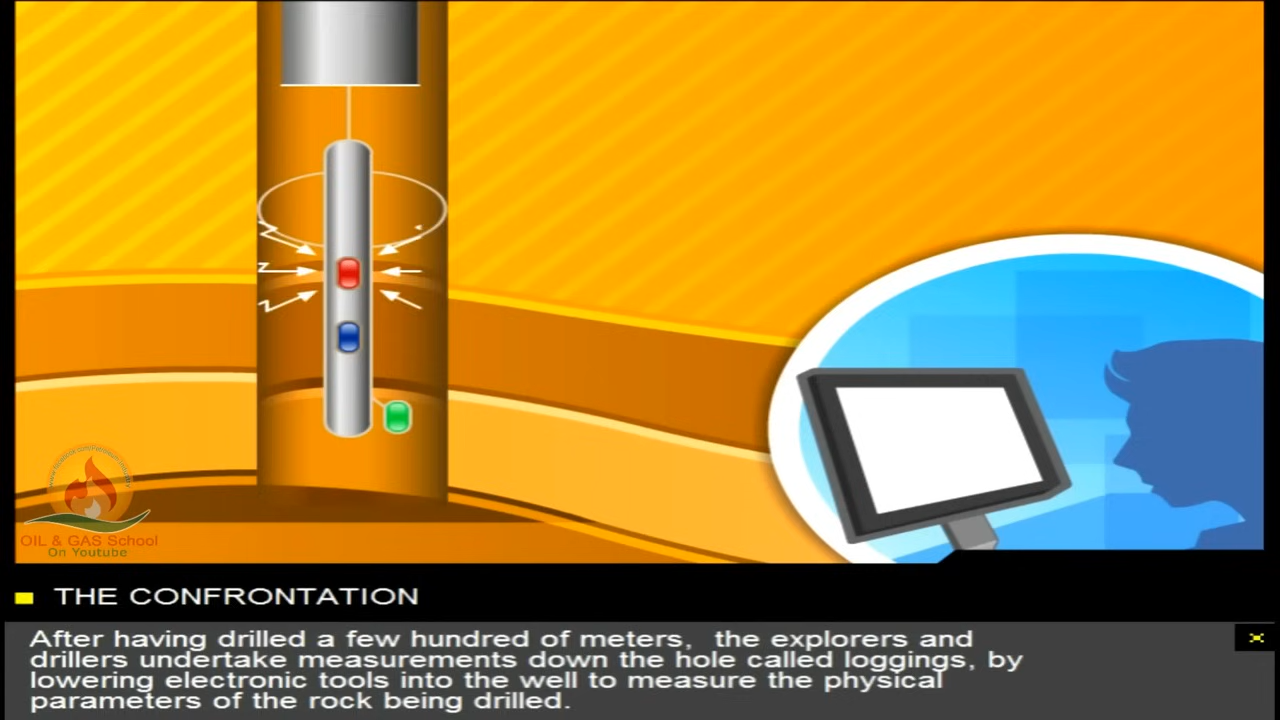 OIL & GAS School
On Youtube
THE CONFRONTATION
After having drilled a few hundred of meters, the explorers and
drillers undertake measurements down the hole called loggings, by
lowering electronic tools into the well to measure the physical
parameters of the rock being drilled.